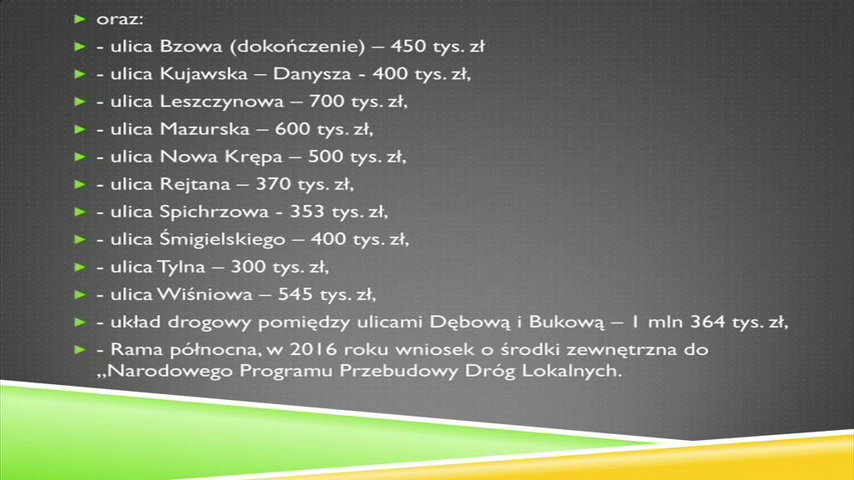 oraz:
- ulica Bzowa (dokończenie) – 450 tys. zł
- ulica Kujawska – Danysza - 400 tys. zł,
- ulica Leszczynowa – 700 tys. zł,
- ulica Mazurska – 600 tys. zł,
- ulica Nowa Krępa – 500 tys. zł,
- ulica Rejtana – 370 tys. zł,
- ulica Spichrzowa - 353 tys. zł,
- ulica Śmigielskiego – 400 tys. zł,
- ulica Tylna – 300 tys. zł,
- ulica Wiśniowa – 545 tys. zł,
- układ drogowy pomiędzy ulicami Dębową i Bukową – 1 mln 364 tys. zł,
- Rama północna, w 2016 roku wniosek o środki zewnętrzna do
„Narodowego Programu Przebudowy Dróg Lokalnych.